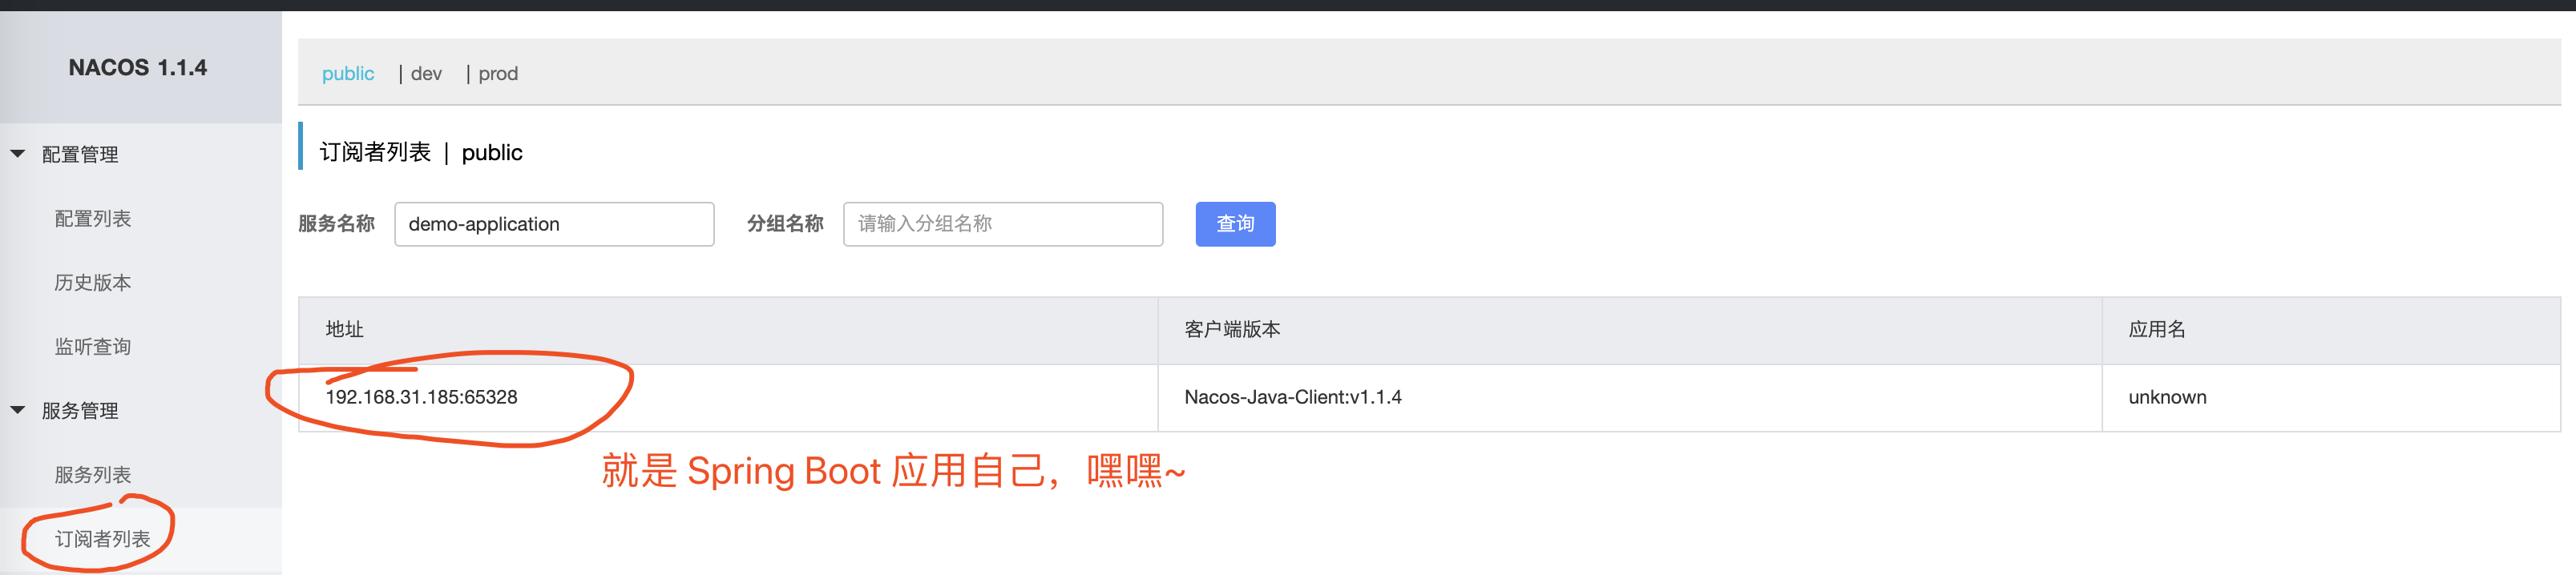 NACOS 1.1.4
配置管理
配置列表
历史版本
监听查询
服务管理
服务列表
订阅者列表
public | dev | prod
订阅者列表 | public
服务名称 demo-application 分组名称 请输入分组名称 查询
地址 客户端版本 应用名
192.168.31.185:65328 Nacos-Java-Client:v1.1.4 unknown
就是 Spring Boot 应用自己，嘿嘿~